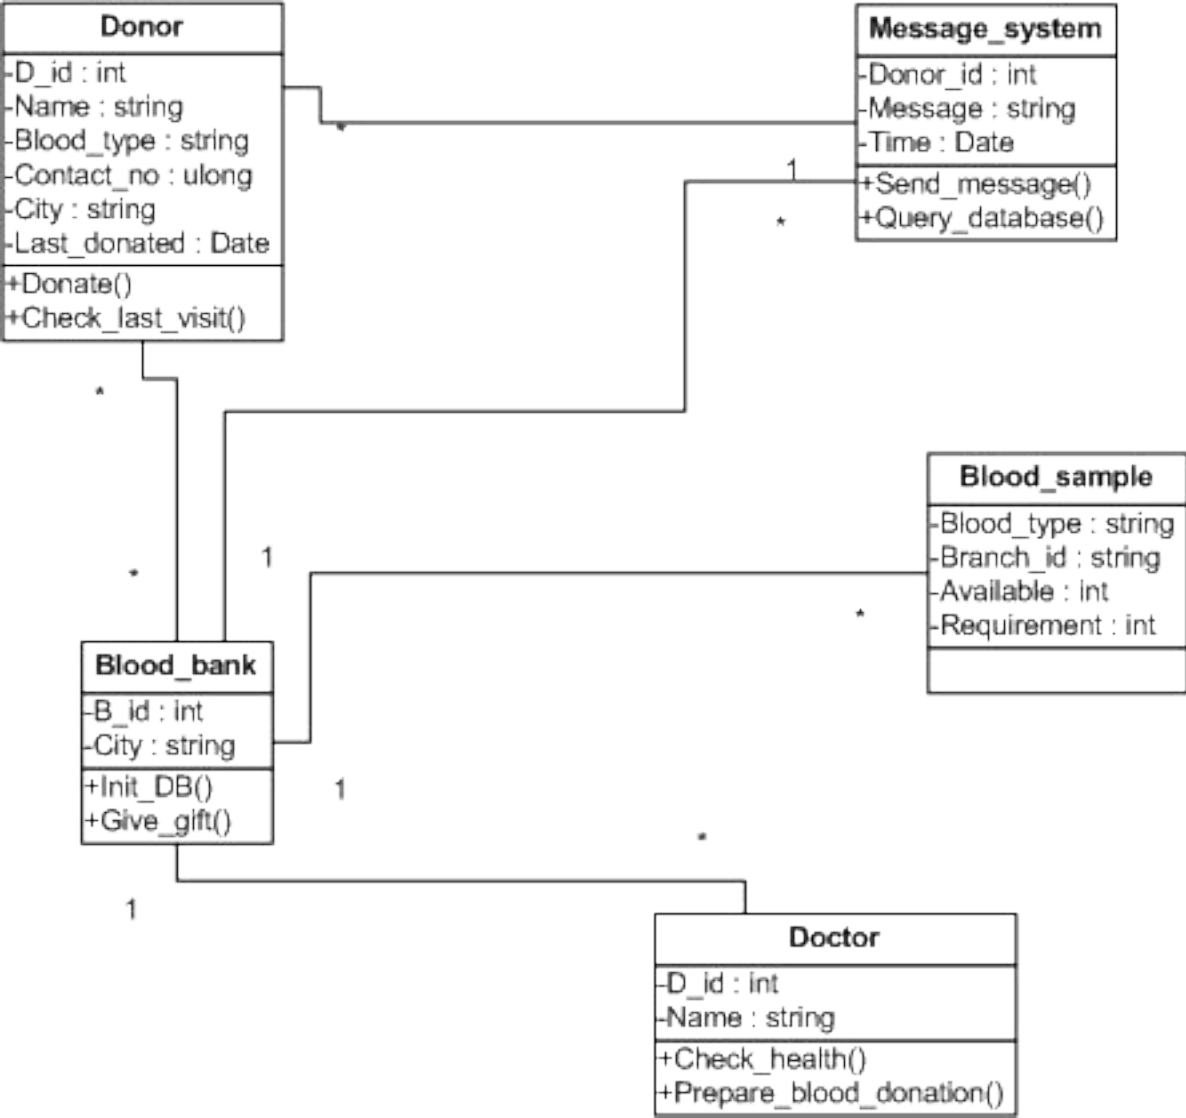 Donor
-D_id : int
-Name : string
-Blood_type : string
-Contact_no : ulong
-City : string
-Last_donated : Date
+Donate()
+Check_last_visit()
Message_system
-Donor_id : int
-Message : string
-Time : Date
+Send_message()
+Query_database()
*
1
*
*
*
1
Blood_sample
-Blood_type : string
-Branch_id : string
-Available : int
-Requirement : int
*
Blood_bank
-B_id : int
-City : string
+Init_DB()
+Give_gift()
1
*
1
Doctor
-D_id : int
-Name : string
+Check_health()
+Prepare_blood_donation()